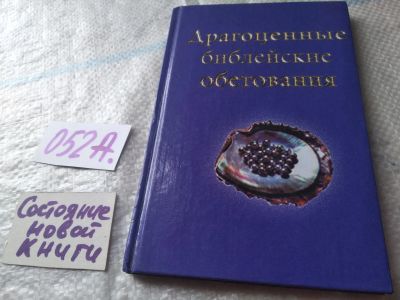 Драгоценные
библейские
обетования
052А.
Состояние
новой
книги